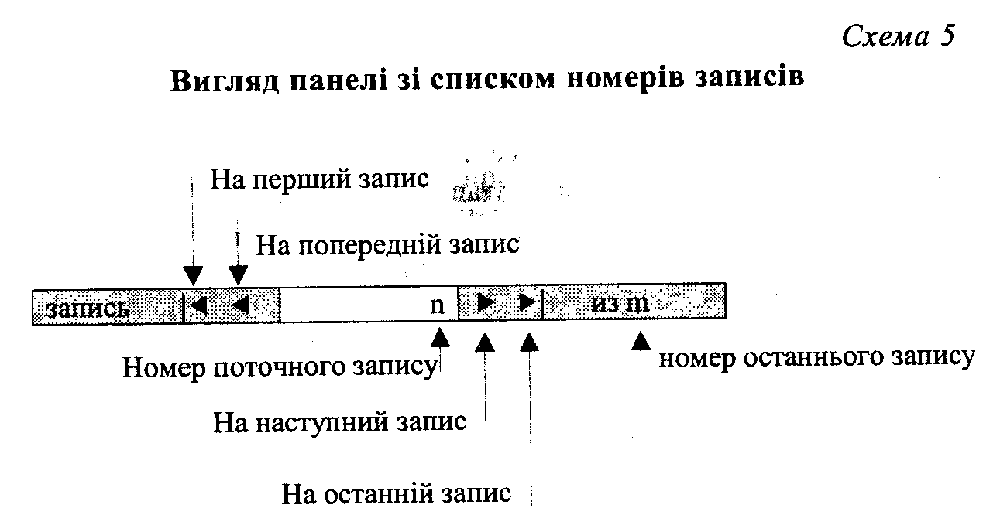 Схема 5
Вигляд панелі зі списком номерів записів
На перший запис
На попередній запис
запись n из m
Номер поточного запису
номер останнього запису
На наступний запис
На останній запис